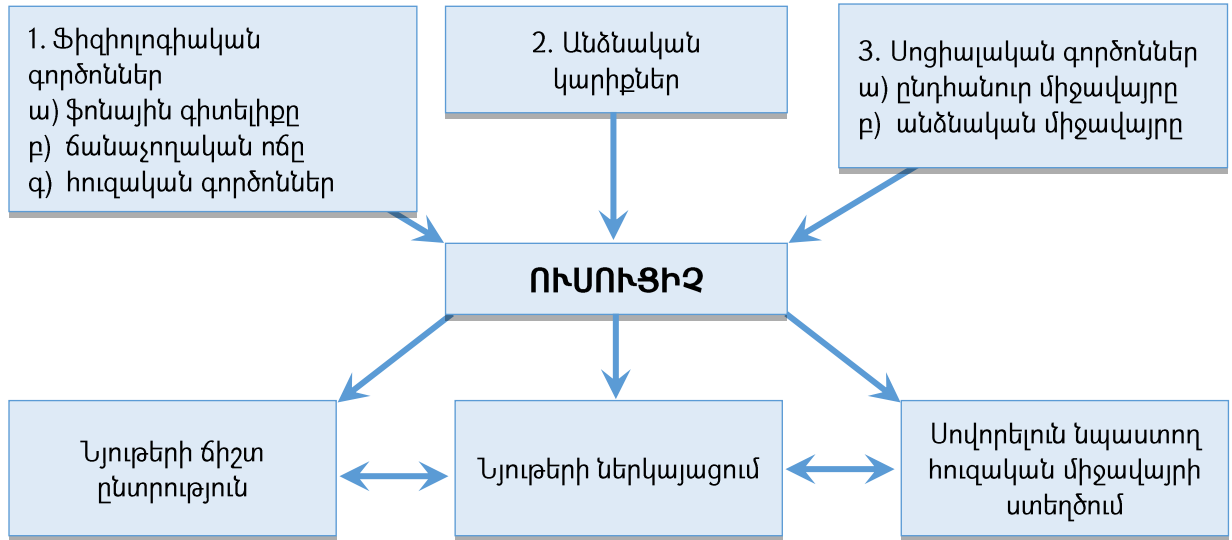 1. Ֆիզիոլոգիական
գործոններ
ա) ֆոնային գիտելիքը
բ) ճանաչողական ոճը
գ) հուզական գործոններ
2. Անձնական
կարիքներ
3. Սոցիալական գործոններ
ա) ընդհանուր միջավայրը
բ) անձնական միջավայրը
ՈՒՍՈՒՑԻՉ
Նյութերի ճիշտ
ընտրություն
Նյութերի ներկայացում
Սովորելուն նպաստող
հուզական միջավայրի
ստեղծում